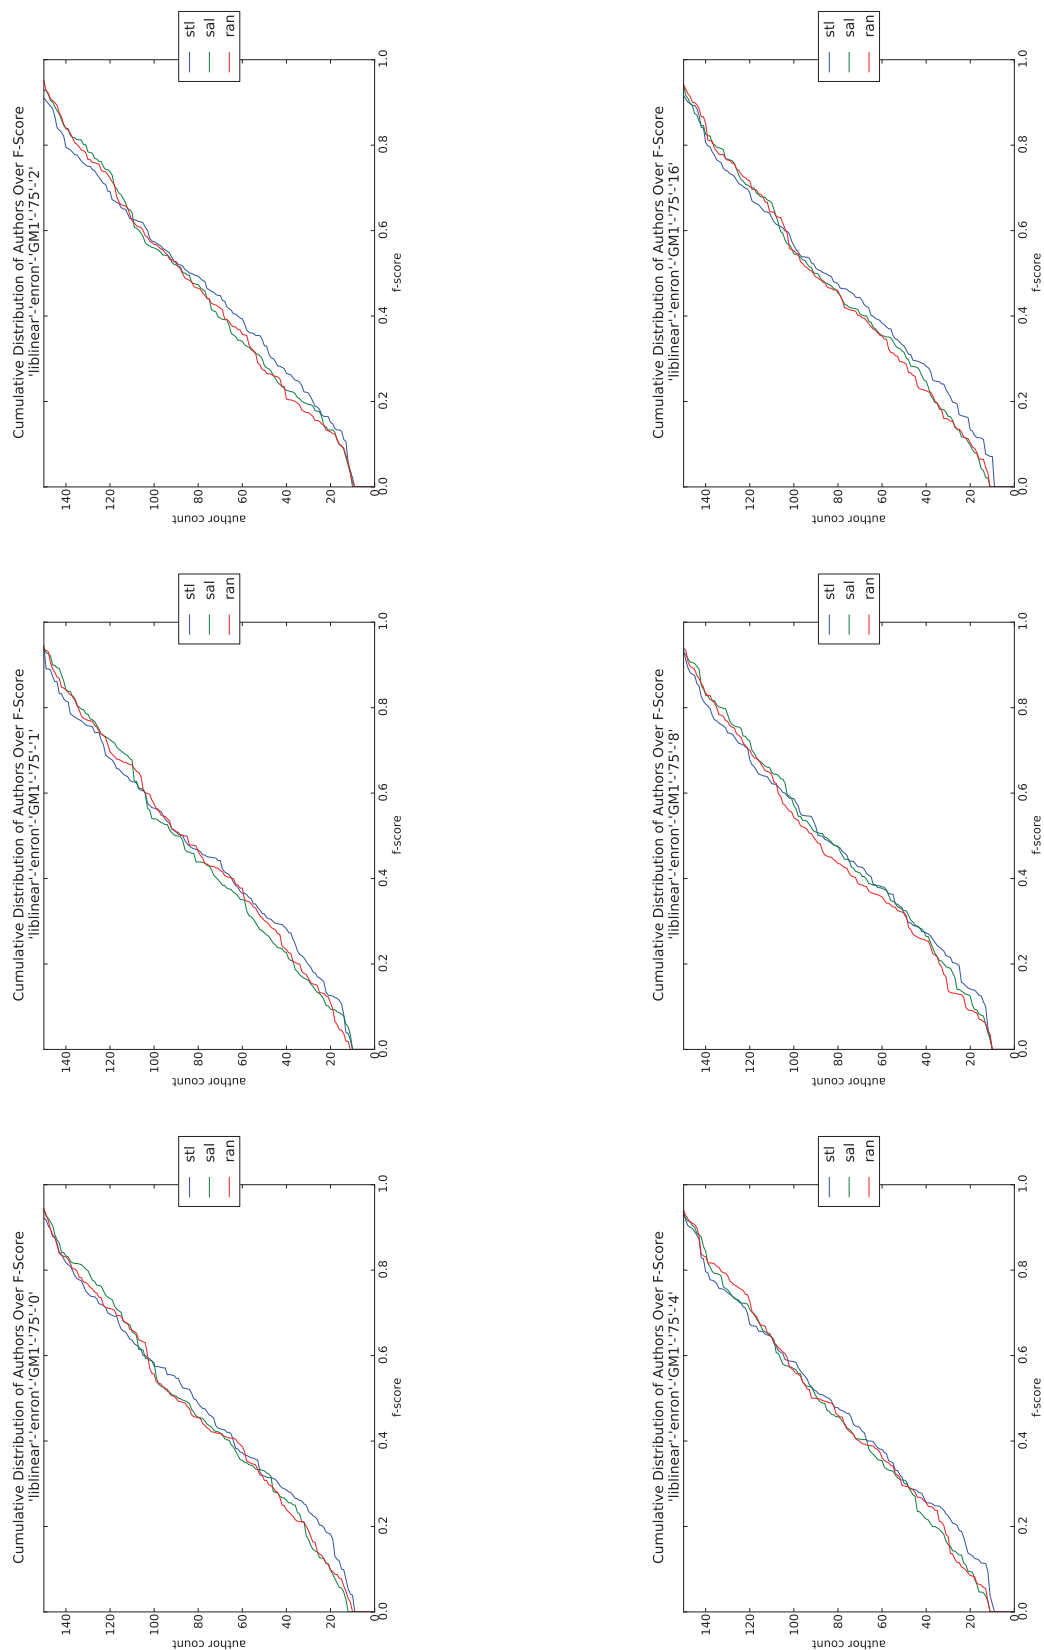 Cumulative Distribution of Authors Over F-Score
'liblinear'-'enron'-'GM1'-'75'-'0'
author count
140
120
100
80
60
40
20
0
0.0 0.2 0.4 0.6 0.8 1.0
f-score
stl
sal
ran
Cumulative Distribution of Authors Over F-Score
'liblinear'-'enron'-'GM1'-'75'-'1'
author count
140
120
100
80
60
40
20
0
0.0 0.2 0.4 0.6 0.8 1.0
f-score
stl
sal
ran
Cumulative Distribution of Authors Over F-Score
'liblinear'-'enron'-'GM1'-'75'-'2'
author count
140
120
100
80
60
40
20
0
0.0 0.2 0.4 0.6 0.8 1.0
f-score
stl
sal
ran
Cumulative Distribution of Authors Over F-Score
'liblinear'-'enron'-'GM1'-'75'-'4'
author count
140
120
100
80
60
40
20
0
0.0 0.2 0.4 0.6 0.8 1.0
f-score
stl
sal
ran
Cumulative Distribution of Authors Over F-Score
'liblinear'-'enron'-'GM1'-'75'-'8'
author count
140
120
100
80
60
40
20
0
0.0 0.2 0.4 0.6 0.8 1.0
f-score
stl
sal
ran
Cumulative Distribution of Authors Over F-Score
'liblinear'-'enron'-'GM1'-'75'-'16'
author count
140
120
100
80
60
40
20
0
0.0 0.2 0.4 0.6 0.8 1.0
f-score
stl
sal
ran